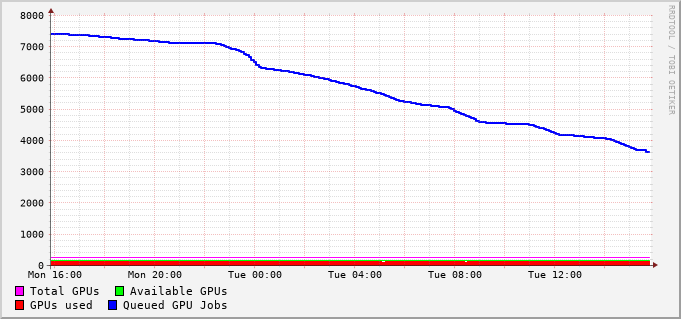 8000
7000
6000
5000
4000
3000
2000
1000
0
Mon 16:00 Mon 20:00 Tue 00:00 Tue 04:00 Tue 08:00 Tue 12:00
Total GPUs Available GPUs
GPUs used Queued GPU Jobs
RRDTOOL / TOBI OETIKER